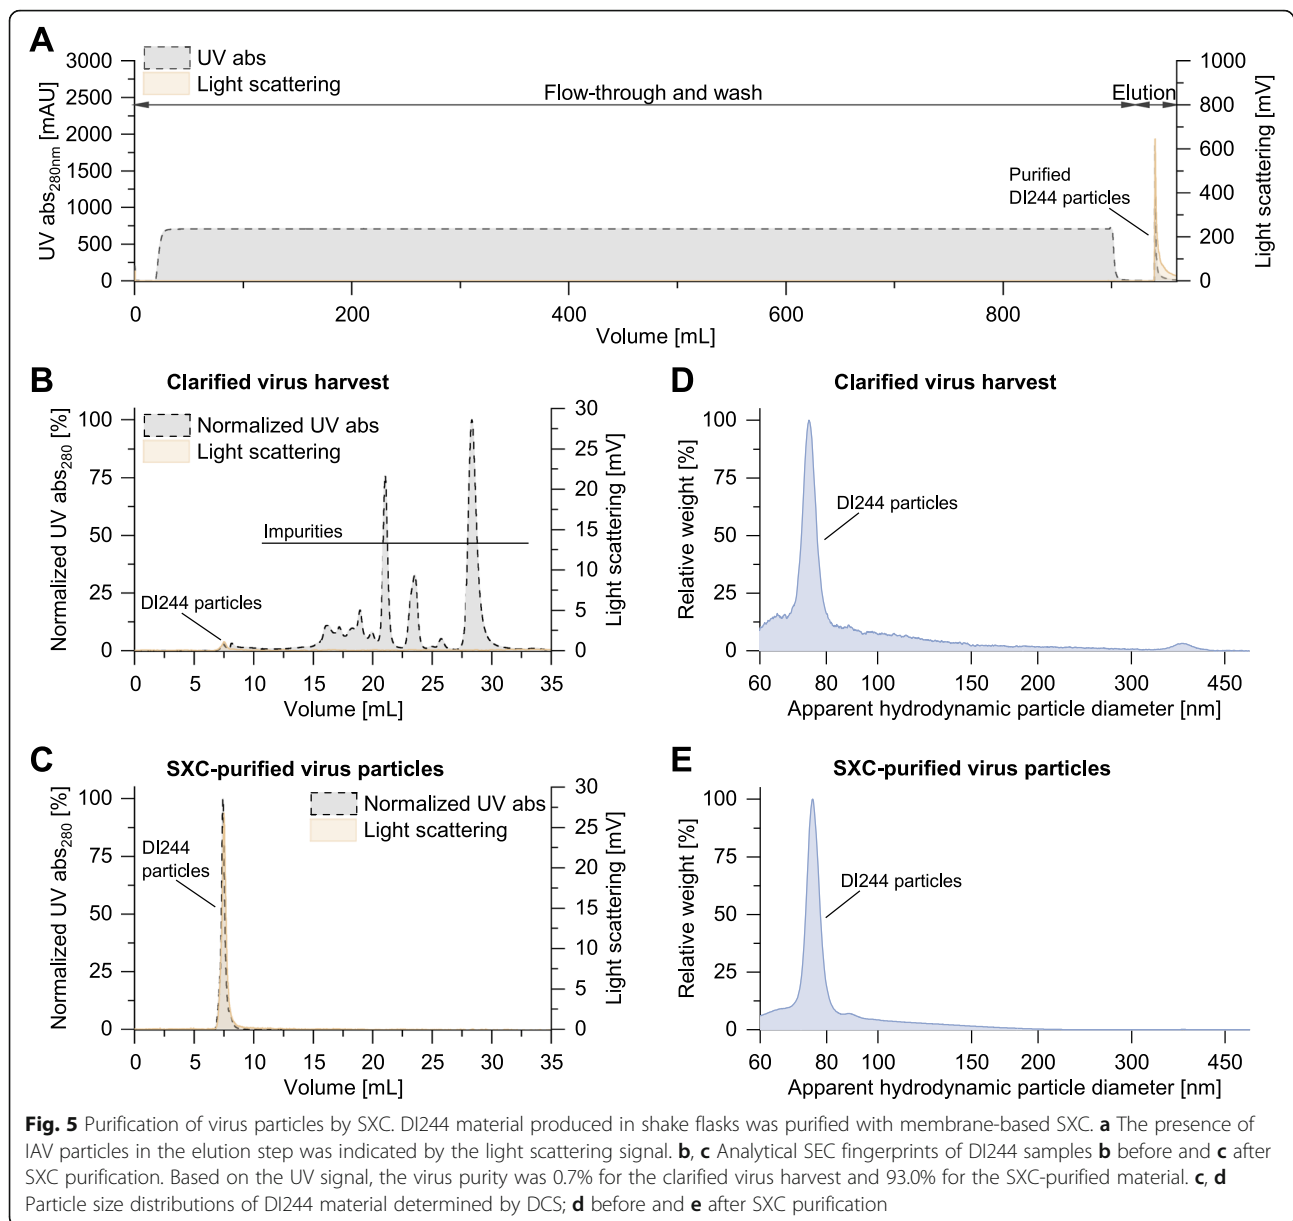 A
UV abs
Light scattering
3000
2500
2000
1500
1000
500
0
UV abs280nm [mAU]
Flow-through and wash
Elution
Purified
DI244 particles
1000
800
600
400
200
0
Light scattering [mV]
0
200
400
600
800
Volume [mL]
B
Clarified virus harvest
Normalized UV abs
Light scattering
100
75
50
25
0
Normalized UV abs280 [%]
Impurities
DI244 particles
30
25
20
15
10
5
0
Light scattering [mV]
0
5
10
15
20
25
30
35
Volume [mL]
D
Clarified virus harvest
100
75
50
25
0
Relative weight [%]
DI244 particles
60
80
100
150
200
300
450
Apparent hydrodynamic particle diameter [nm]
C
SXC-purified virus particles
Normalized UV abs
Light scattering
100
75
50
25
0
Normalized UV abs280 [%]
DI244
particles
30
25
20
15
10
5
0
Light scattering [mV]
0
5
10
15
20
25
30
35
Volume [mL]
E
SXC-purified virus particles
100
75
50
25
0
Relative weight [%]
DI244 particles
60
80
100
150
200
300
450
Apparent hydrodynamic particle diameter [nm]
Fig. 5 Purification of virus particles by SXC. DI244 material produced in shake flasks was purified with membrane-based SXC. a The presence of
IAV particles in the elution step was indicated by the light scattering signal. b, c Analytical SEC fingerprints of DI244 samples b before and c after
SXC purification. Based on the UV signal, the virus purity was 0.7% for the clarified virus harvest and 93.0% for the SXC-purified material. c, d
Particle size distributions of DI244 material determined by DCS; d before and e after SXC purification